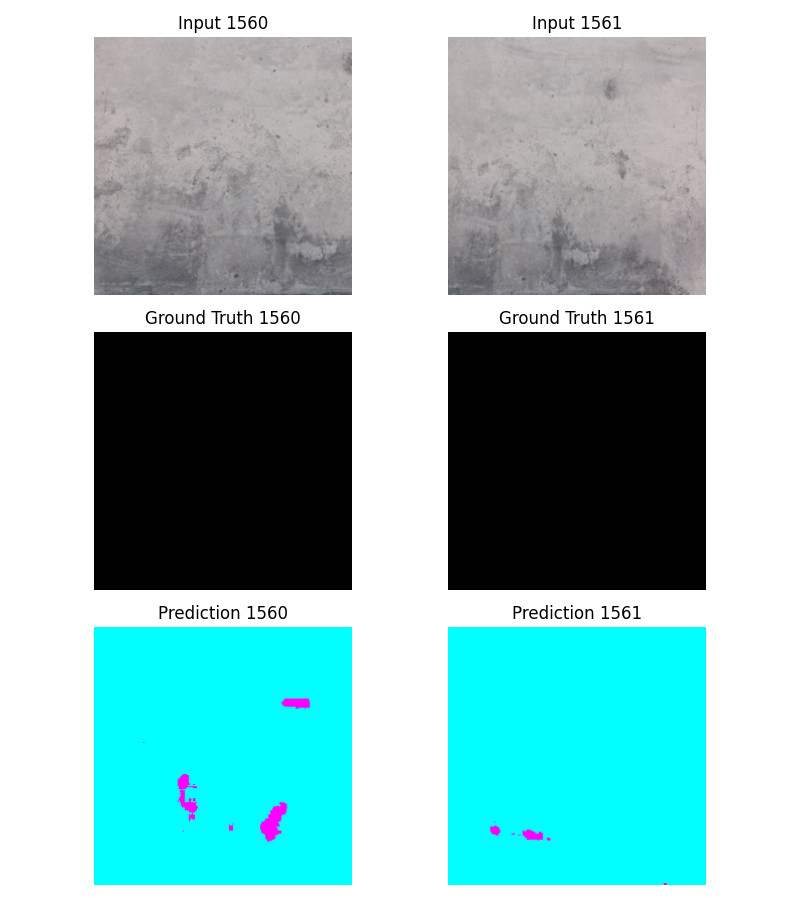 Input 1560
Input 1561
Ground Truth 1560
Ground Truth 1561
Prediction 1560
Prediction 1561